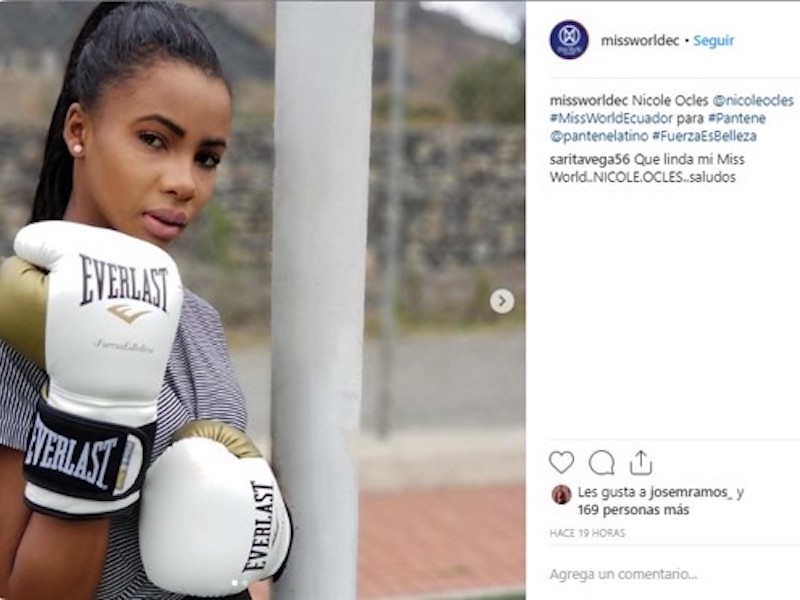 EVERLAST
#FuerzaEsBelleza
EVERLAST
EVERLAST
missworldec • Seguir
missworldec Nicole Ocles @nicoleocles
#MissWorldEcuador para #Pantene
@pantenelatino #FuerzaEsBelleza
saritavega56 Que linda mi Miss
World..NICOLE.OCLES..saludos
Les gusta a josemramos_ y
169 personas más
HACE 19 HORAS
Agrega un comentario...